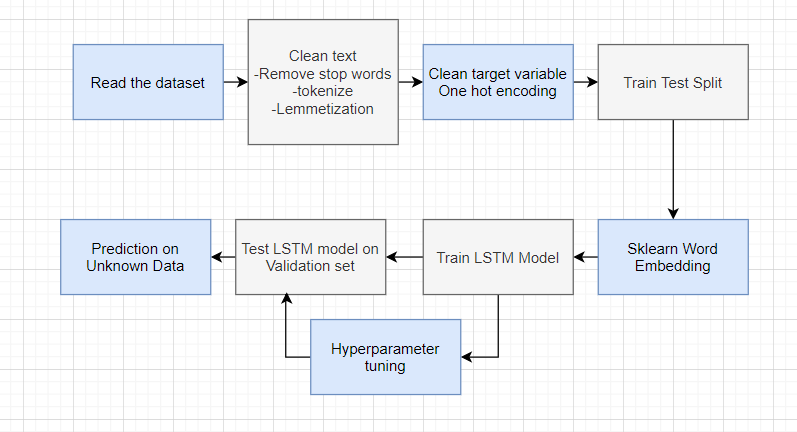 Read the dataset
Clean text
-Remove stop words
-tokenize
-Lemmetization
Clean target variable
One hot encoding
Train Test Split
Sklearn Word
Embedding
Train LSTM Model
Test LSTM model on
Validation set
Prediction on
Unknown Data
Hyperparameter
tuning